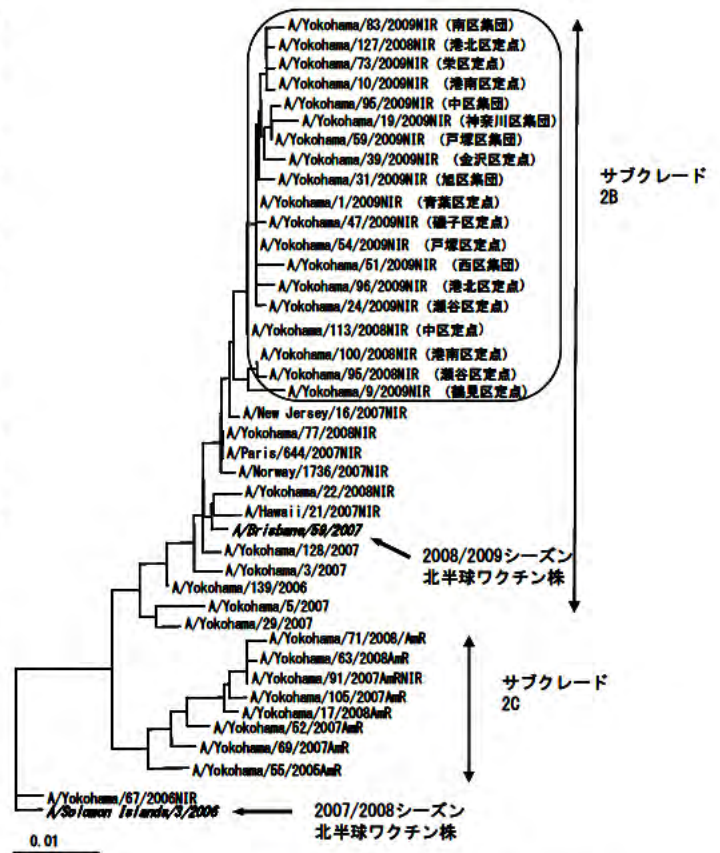 A/Yokohama/83/2009NIR (南区集団)
A/Yokohama/127/2008NIR (港北区定点)
A/Yokohama/73/2009NIR (栄区定点)
A/Yokohama/10/2009NIR (港南区定点)
A/Yokohama/95/2009NIR (中区集団)
A/Yokohama/19/2009NIR (神奈川区集団)
A/Yokohama/59/2009NIR (戸塚区集団)
A/Yokohama/39/2009NIR (金沢区定点)
A/Yokohama/31/2009NIR (旭区集団)
A/Yokohama/1/2009NIR (青葉区定点)
A/Yokohama/47/2009NIR (磯子区定点)
A/Yokohama/54/2009NIR (戸塚区定点)
A/Yokohama/51/2009NIR (西区集団)
A/Yokohama/96/2009NIR (港北区定点)
A/Yokohama/24/2009NIR (瀬谷区定点)
A/Yokohama/113/2008NIR (中区定点)
A/Yokohama/100/2008NIR (港南区定点)
A/Yokohama/95/2008NIR (瀬谷区定点)
A/Yokohama/9/2009NIR (鶴見区定点)
サブクレード
2B
A/New Jersey/16/2007NIR
A/Yokohama/77/2008NIR
A/Paris/644/2007NIR
A/Norway/1736/2007NIR
A/Yokohama/22/2008NIR
A/Hawaii/21/2007NIR
A/Brisbane/59/2007
A/Yokohama/128/2007
2008/2009シーズン
北半球ワクチン株
A/Yokohama/3/2007
A/Yokohama/139/2006
A/Yokohama/5/2007
A/Yokohama/29/2007
A/Yokohama/71/2008/AmR
A/Yokohama/63/2008AmR
A/Yokohama/91/2007AmRNIR
A/Yokohama/105/2007AmR
A/Yokohama/17/2008AmR
A/Yokohama/52/2007AmR
A/Yokohama/69/2007AmR
A/Yokohama/55/2005AmR
サブクレード
2C
A/Yokohama/67/2006NIR
A/Solomon Islands/3/2006
2007/2008シーズン
北半球ワクチン株
0.01